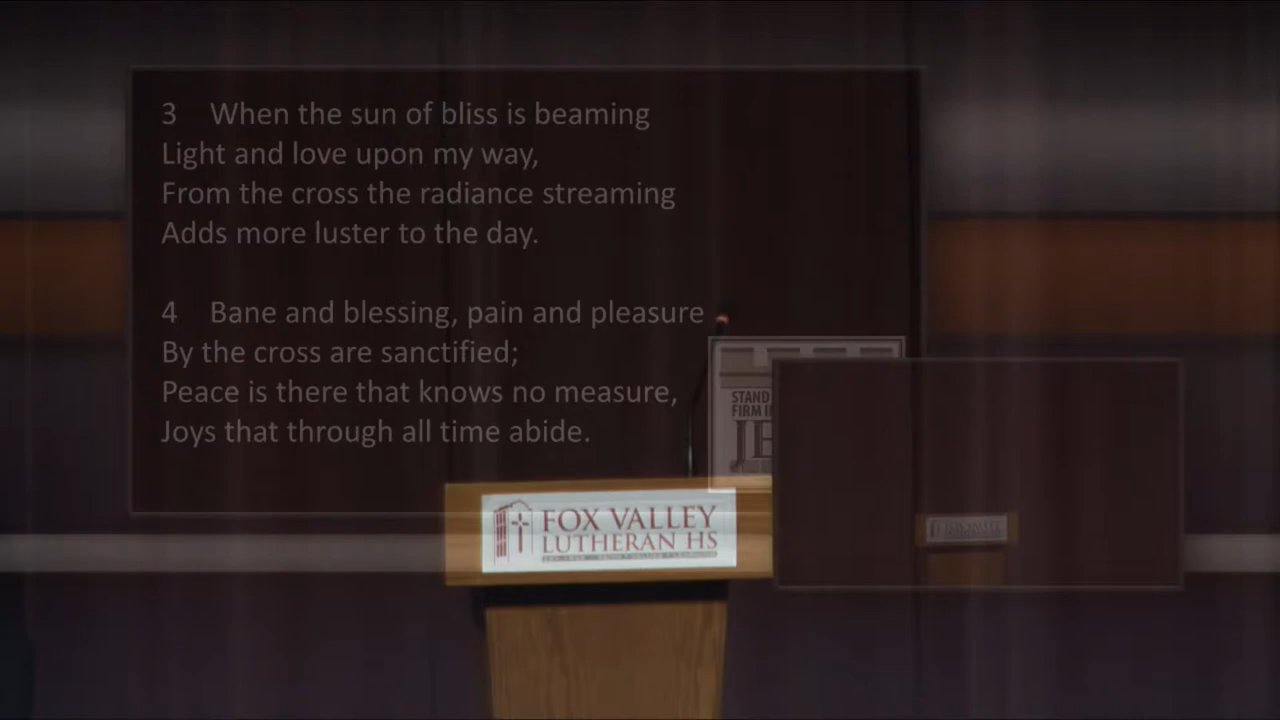 3 When the sun of bliss is beaming
Light and love upon my way,
From the cross the radiance streaming
Adds more luster to the day.
4 Bane and blessing, pain and pleasure
By the cross are sanctified;
Peace is there that knows no measure,
Joys that through all time abide.
STAND
FIRM
FOX VALLEY
LUTHERAN HS
FOX VALLEY